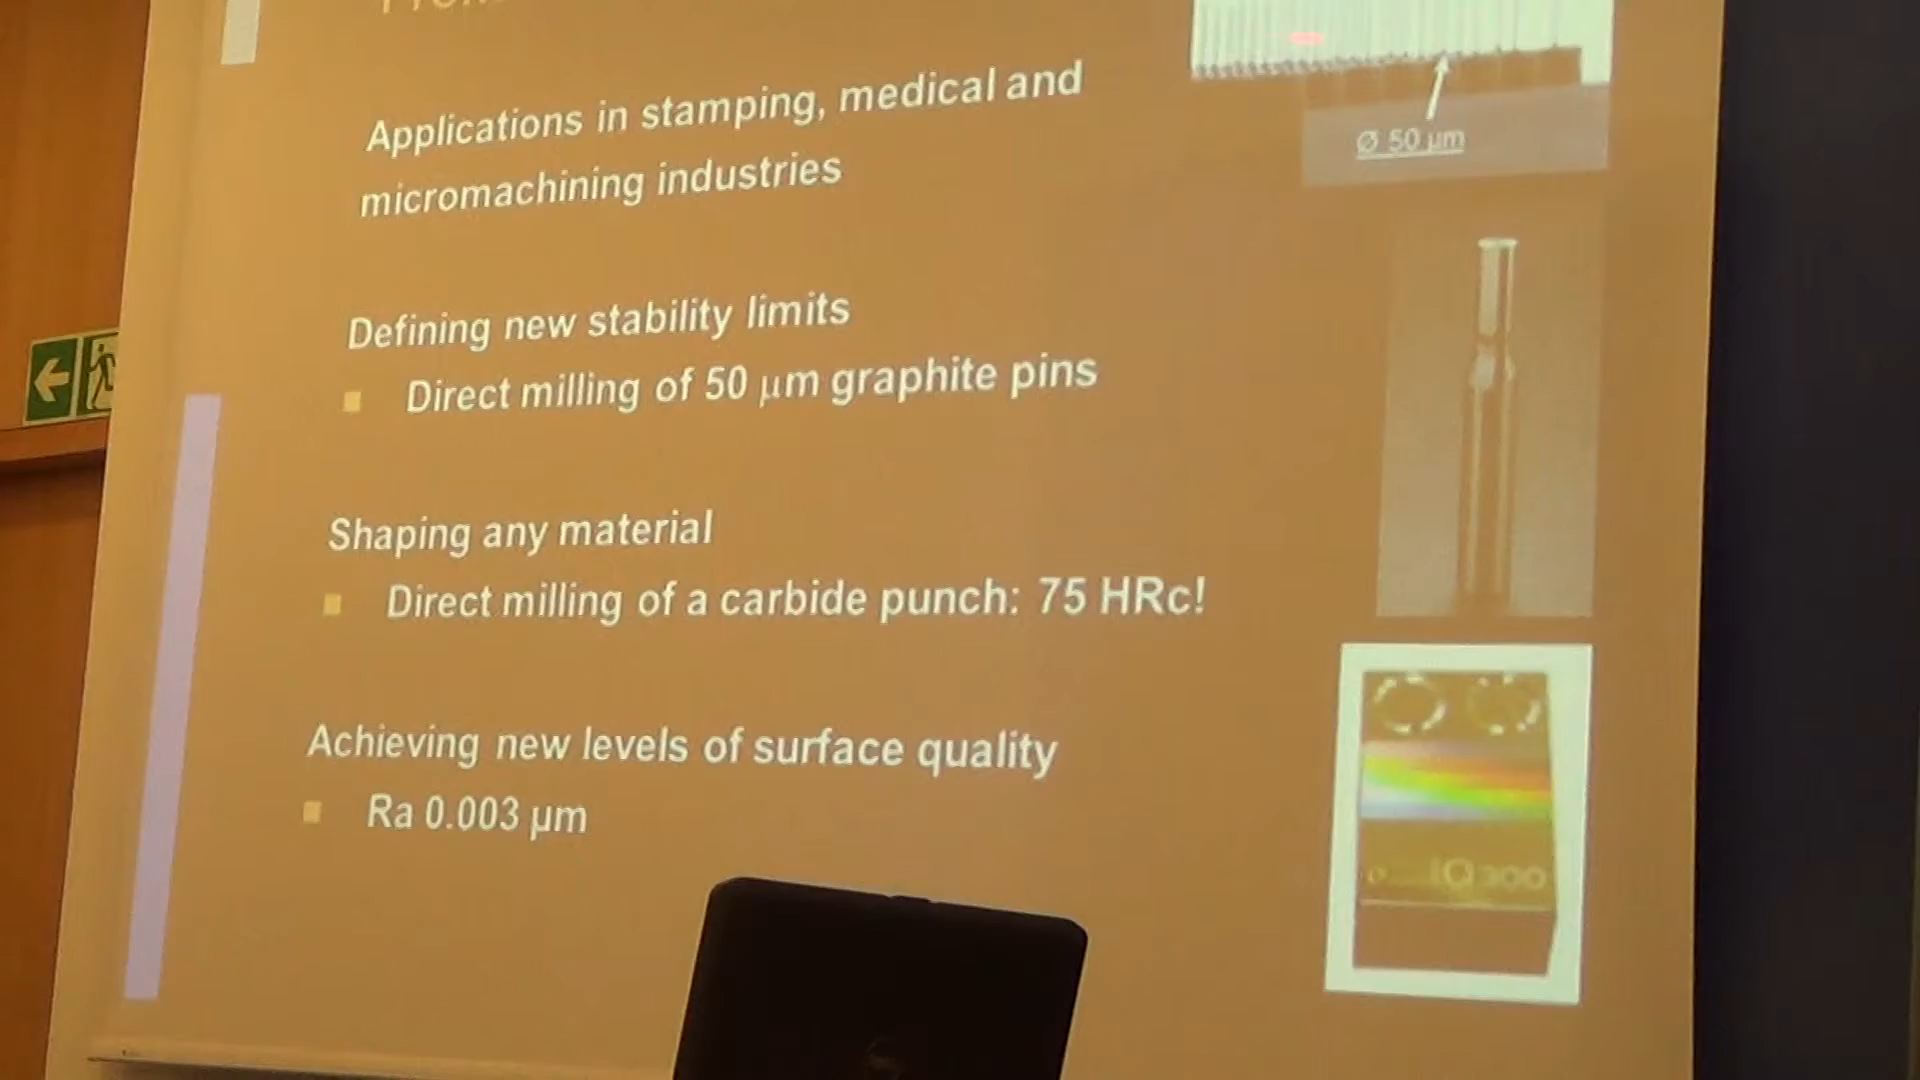 Applications in stamping, medical and
micromachining industries
Ø 50 µm
Defining new stability limits
Direct milling of 50 µm graphite pins
Shaping any material
Direct milling of a carbide punch: 75 HRc!
Achieving new levels of surface quality
Ra 0.003 µm
IQ 300